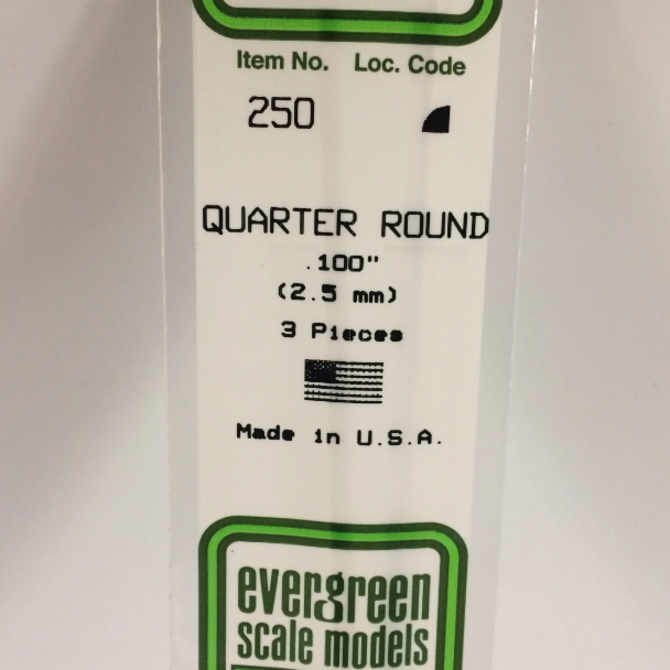 Item No. Loc. Code
250
QUARTER ROUND
.100"
(2.5 mm)
3 Pieces
Made in U.S.A.
evergreen
scale models